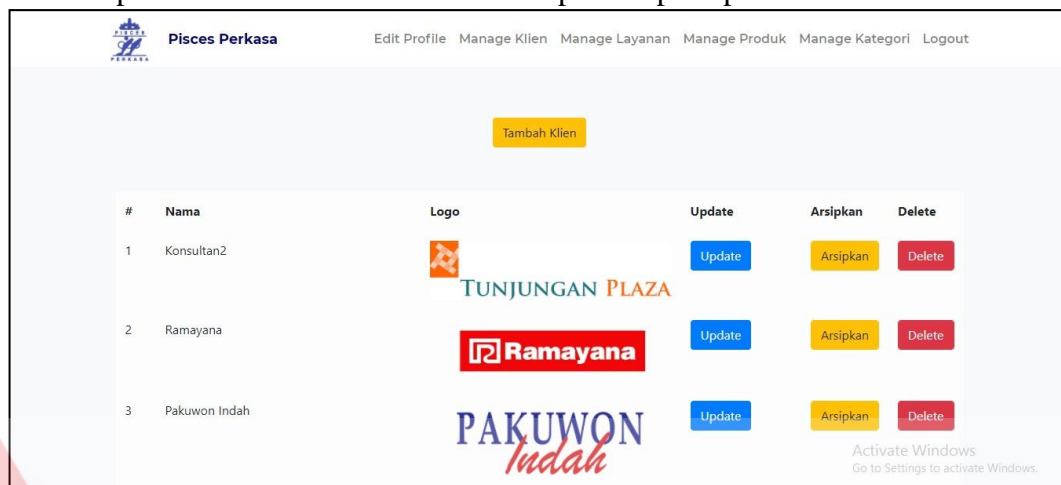 PISCES
PERKASA
Pisces Perkasa
Edit Profile Manage Klien Manage Layanan Manage Produk Manage Kategori Logout
Tambah Klien
# Nama Logo Update Arsipkan Delete
1 Konsultan2 TUNJUNGAN PLAZA Update Arsipkan Delete
2 Ramayana Ramayana Update Arsipkan Delete
3 Pakuwon Indah PAKUWON Indah Update Arsipkan Delete
Activate Windows
Go to Settings to activate Windows.